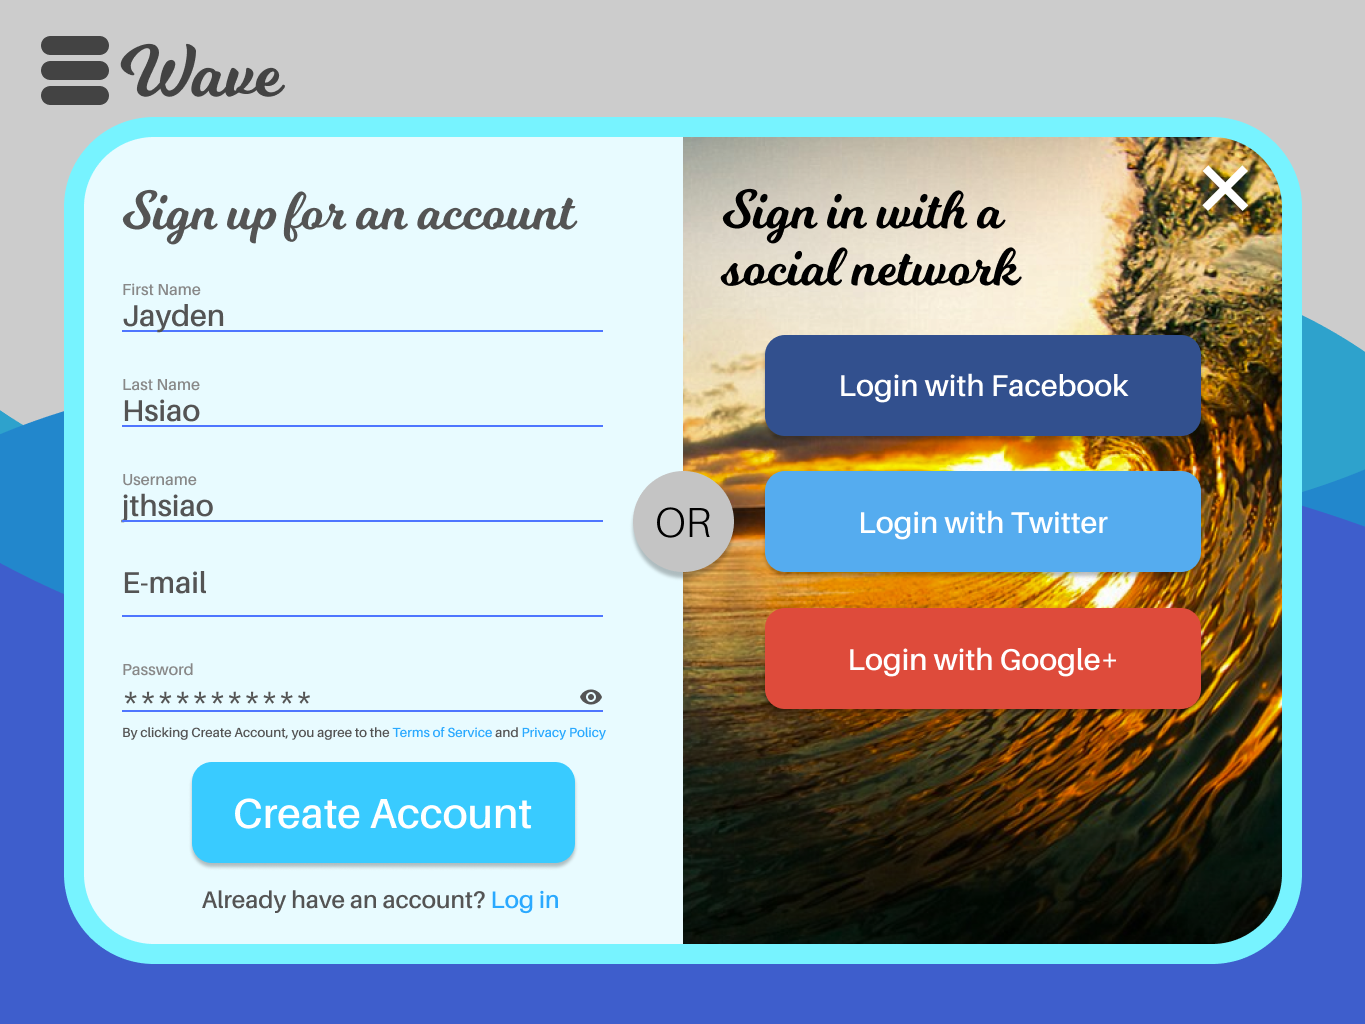 Wave
Sign up for an account
First Name
Jayden
Last Name
Hsiao
Username
jthsiao
E-mail
Password
***********
By clicking Create Account, you agree to the Terms of Service and Privacy Policy
Create Account
Already have an account? Log in
OR
Sign in with a
social network
Login with Facebook
Login with Twitter
Login with Google+